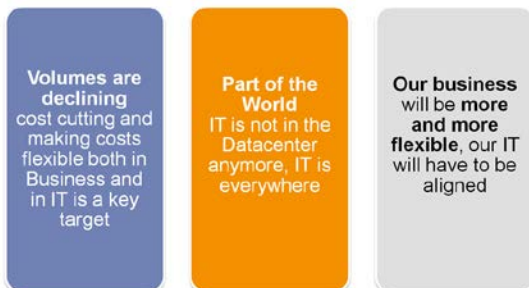 Volumes are
declining
cost cutting and
making costs
flexible both in
Business and
in IT is a key
target
Part of the
World
IT is not in the
Datacenter
anymore, IT is
everywhere
Our business
will be more
and more
flexible, our IT
will have to be
aligned